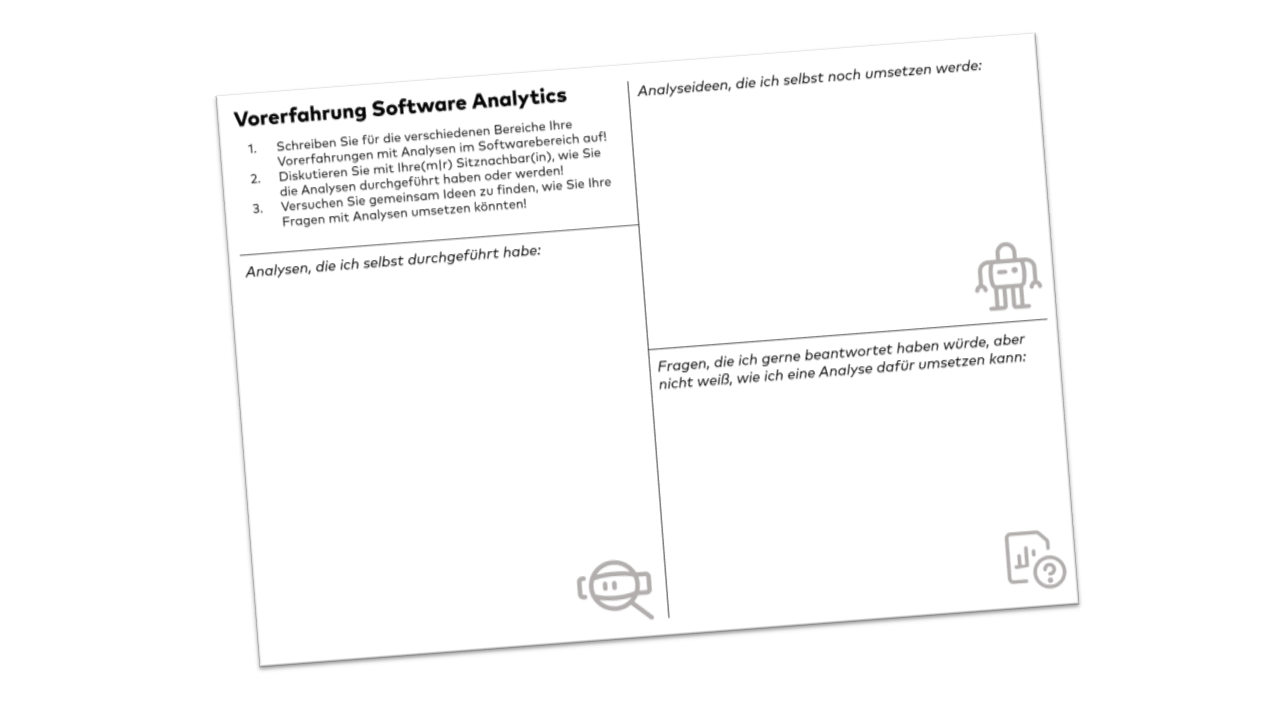 Vorerfahrung Software Analytics
1. Schreiben Sie für die verschiedenen Bereiche Ihre
Vorerfahrungen mit Analysen im Softwarebereich auf!
2. Diskutieren Sie mit Ihre(m|r) Sitznachbar(in), wie Sie
die Analysen durchgeführt haben oder werden!
3. Versuchen Sie gemeinsam Ideen zu finden, wie Sie Ihre
Fragen mit Analysen umsetzen könnten!
Analysen, die ich selbst durchgeführt habe:
Analyseideen, die ich selbst noch umsetzen werde:
Fragen, die ich gerne beantwortet haben würde, aber
nicht weiß, wie ich eine Analyse dafür umsetzen kann:
?